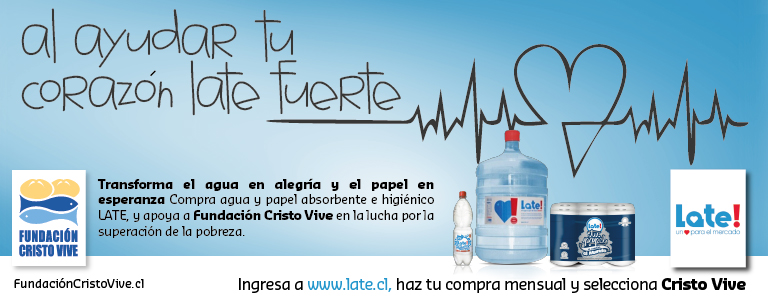 al ayudar tu
corazón late fuerte
Transforma el agua en alegría y el papel en
esperanza Compra agua y papel absorbente e higiénico
LATE, y apoya a Fundación Cristo Vive en la lucha por la
superación de la pobreza.
FUNDACIÓN
CRISTO VIVE
Late!
un para el mercado
FundaciónCristoVive.cl
Ingresa a www.late.cl, haz tu compra mensual y selecciona Cristo Vive